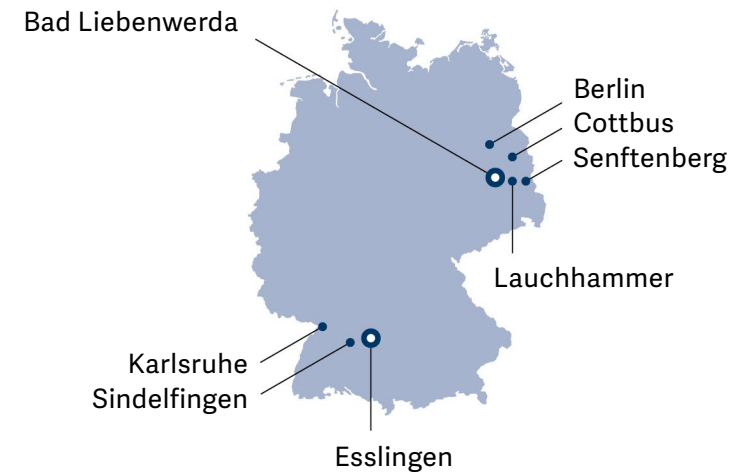 Bad Liebenwerda
Berlin
Cottbus
Senftenberg
Lauchhammer
Karlsruhe
Sindelfingen
Esslingen